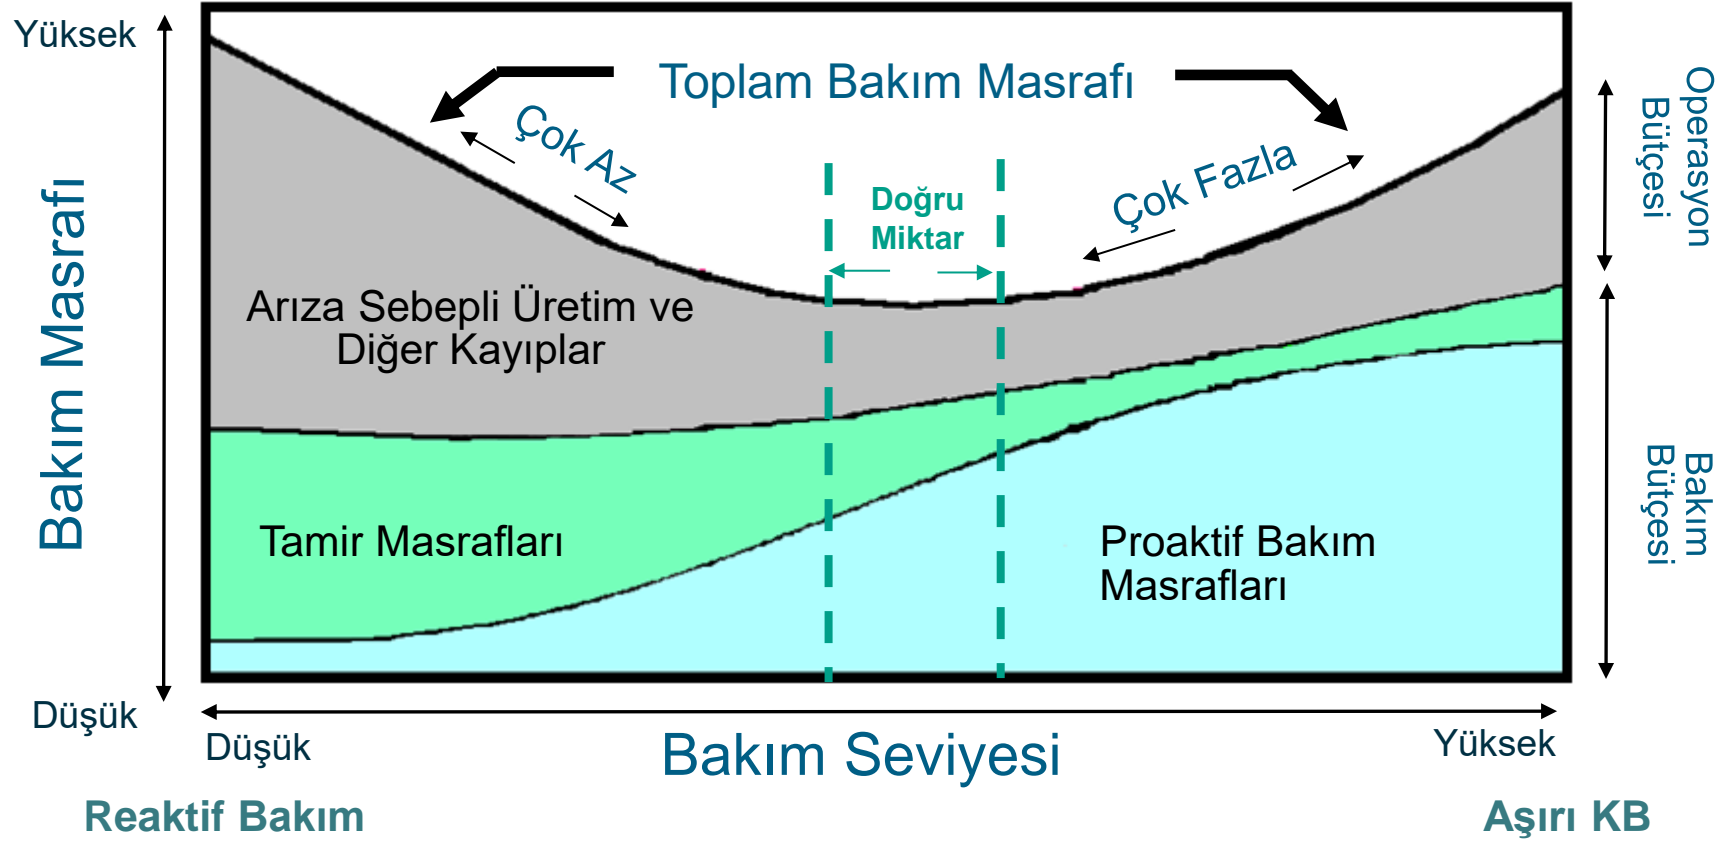 Yüksek
Toplam Bakım Masrafı
Operasyon
Bütçesi
Çok Az
Çok Fazla
Doğru
Miktar
Bakım Masrafı
Arıza Sebepli Üretim ve
Diğer Kayıplar
Tamir Masrafları
Proaktif Bakım
Masrafları
Bakım
Bütçesi
Düşük
Düşük
Bakım Seviyesi
Yüksek
Reaktif Bakım
Aşırı KB